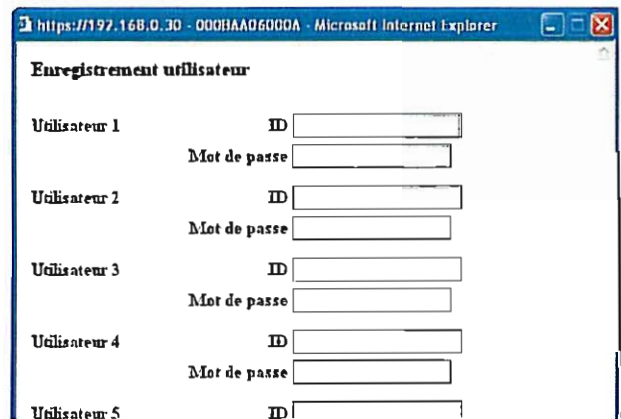 https://192.168.0.30 - 000BAA06000A - Microsoft Internet Explorer
Enregistrement utilisateur
Utilisateur 1 ID
Mot de passe
Utilisateur 2 ID
Mot de passe
Utilisateur 3 ID
Mot de passe
Utilisateur 4 ID
Mot de passe
Utilisateur 5 ID